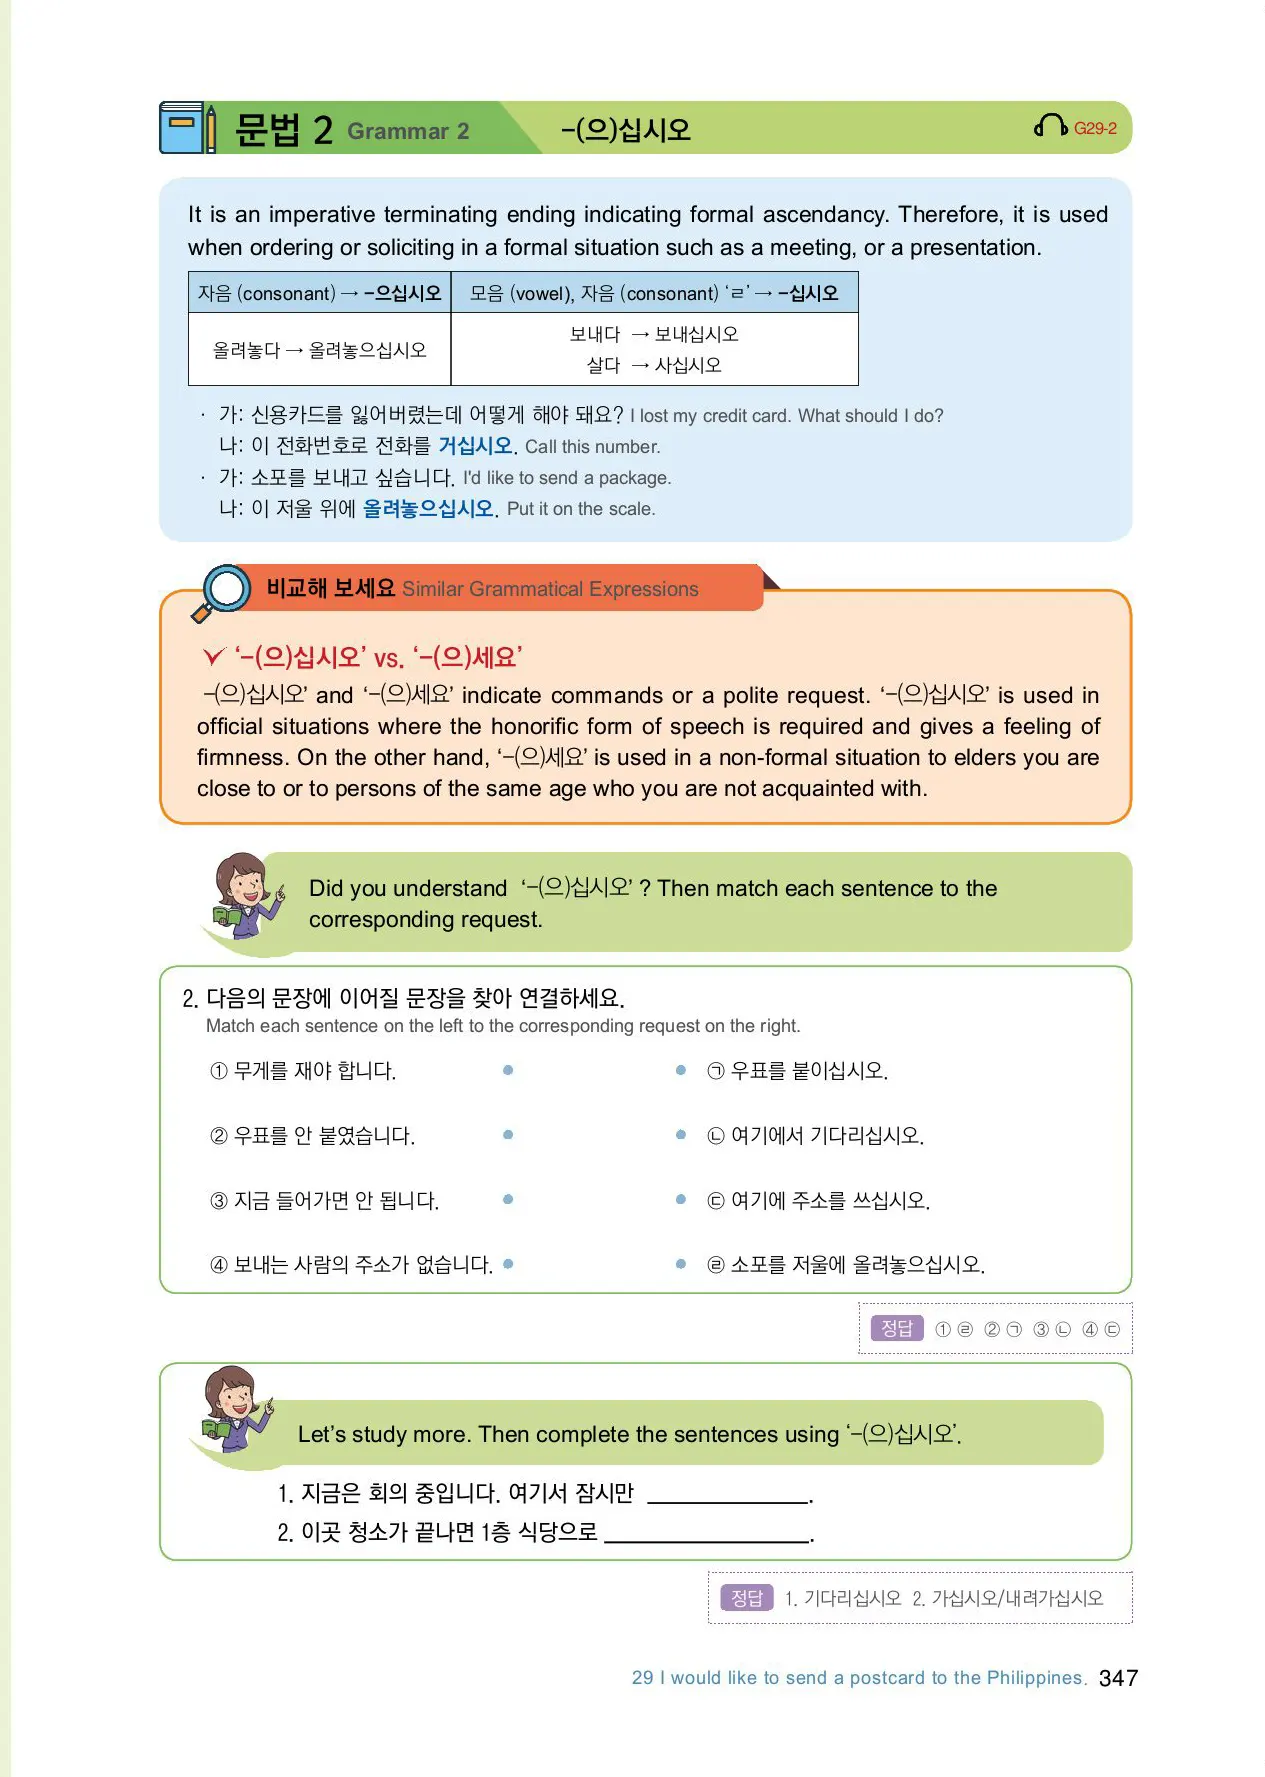 문법 2 Grammar 2 -(으)십시오 G29-2
It is an imperative terminating ending indicating formal ascendancy. Therefore, it is used
when ordering or soliciting in a formal situation such as a meeting, or a presentation.
자음 (consonant) → -으십시오 모음 (vowel), 자음 (consonant) ‘ㄹ’ → -십시오
올려놓다 → 올려놓으십시오
보내다 → 보내십시오
살다 → 사십시오
· 가: 신용카드를 잃어버렸는데 어떻게 해야 돼요? I lost my credit card. What should I do?
나: 이 전화번호로 전화를 거십시오. Call this number.
· 가: 소포를 보내고 싶습니다. I'd like to send a package.
나: 이 저울 위에 올려놓으십시오. Put it on the scale.
비교해 보세요 Similar Grammatical Expressions
‘-(으)십시오’ vs. ‘-(으)세요’
-(으)십시오’ and ‘-(으)세요’ indicate commands or a polite request. ‘-(으)십시오’ is used in
official situations where the honorific form of speech is required and gives a feeling of
firmness. On the other hand, ‘-(으)세요’ is used in a non-formal situation to elders you are
close to or to persons of the same age who you are not acquainted with.
Did you understand ‘-(으)십시오’ ? Then match each sentence to the
corresponding request.
2. 다음의 문장에 이어질 문장을 찾아 연결하세요.
Match each sentence on the left to the corresponding request on the right.
① 무게를 재야 합니다. ● ● ㉠ 우표를 붙이십시오.
② 우표를 안 붙였습니다. ● ● ㉡ 여기에서 기다리십시오.
③ 지금 들어가면 안 됩니다. ● ● ㉢ 여기에 주소를 쓰십시오.
④ 보내는 사람의 주소가 없습니다. ● ● ㉣ 소포를 저울에 올려놓으십시오.
정답 ① ㉣ ② ㉠ ③ ㉡ ④ ㉢
Let’s study more. Then complete the sentences using ‘-(으)십시오’.
1. 지금은 회의 중입니다. 여기서 잠시만 ______________.
2. 이곳 청소가 끝나면 1층 식당으로 __________________.
정답 1. 기다리십시오 2. 가십시오/내려가십시오
29 I would like to send a postcard to the Philippines. 347